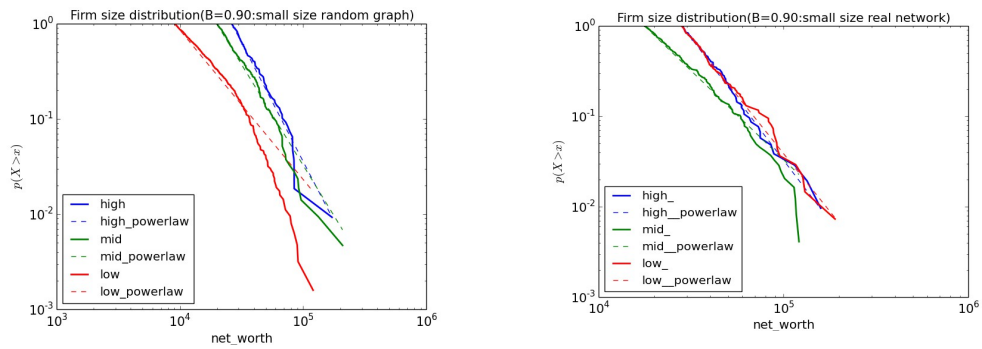 Firm size distribution(B=0.90:small size random graph)
10^0
10^-1
10^-2
10^-3
p(X>x)
high
high_powerlaw
mid
mid_powerlaw
low
low_powerlaw
10^3
10^4
10^5
10^6
net_worth
Firm size distribution(B=0.90:small size real network)
10^0
10^-1
10^-2
10^-3
p(X>x)
high_
high__powerlaw
mid_
mid__powerlaw
low_
low__powerlaw
10^4
10^5
10^6
net_worth